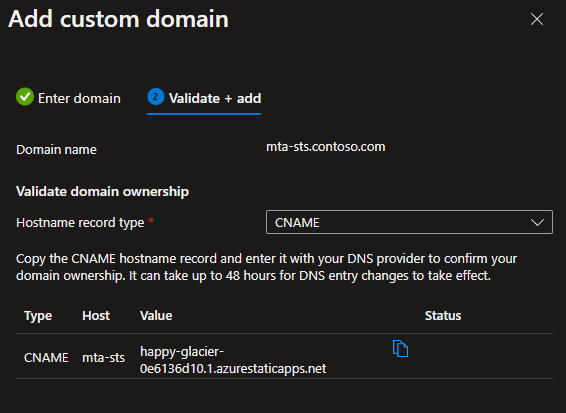 Add custom domain
Enter domain
2 Validate + add
Domain name mta-sts.contoso.com
Validate domain ownership
Hostname record type * CNAME
Copy the CNAME hostname record and enter it with your DNS provider to confirm your
domain ownership. It can take up to 48 hours for DNS entry changes to take effect.
Type Host Value Status
CNAME mta-sts happy-glacier-
0e6136d10.1.azurestaticapps.net